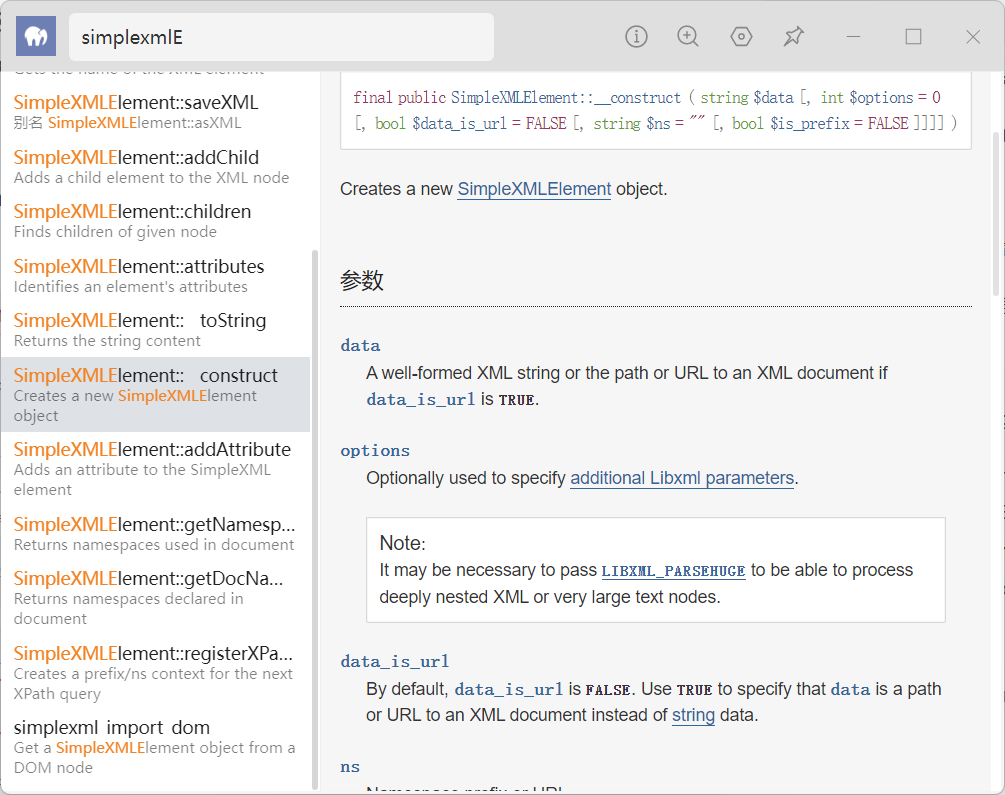 simplexmlE
Gets the name of the XML element
SimpleXMLElement::saveXML
别名 SimpleXMLElement::asXML
SimpleXMLElement::addChild
Adds a child element to the XML node
SimpleXMLElement::children
Finds children of given node
SimpleXMLElement::attributes
Identifies an element's attributes
SimpleXMLElement::__toString
Returns the string content
SimpleXMLElement::__construct
Creates a new SimpleXMLElement
object
SimpleXMLElement::addAttribute
Adds an attribute to the SimpleXML
element
SimpleXMLElement::getNamesp...
Returns namespaces used in document
SimpleXMLElement::getDocNa...
Returns namespaces declared in
document
SimpleXMLElement::registerXPa...
Creates a prefix/ns context for the next
XPath query
simplexml_import_dom
Get a SimpleXMLElement object from a
DOM node
final public SimpleXMLElement::__construct ( string $data [, int $options = 0
[, bool $data_is_url = FALSE [, string $ns = "" [, bool $is_prefix = FALSE ]]]] )
Creates a new SimpleXMLElement object.
参数
data
A well-formed XML string or the path or URL to an XML document if
data_is_url is TRUE.
options
Optionally used to specify additional Libxml parameters.
Note:
It may be necessary to pass LIBXML_PARSEHUGE to be able to process
deeply nested XML or very large text nodes.
data_is_url
By default, data_is_url is FALSE. Use TRUE to specify that data is a path
or URL to an XML document instead of string data.
ns
Namespace prefix or URI.